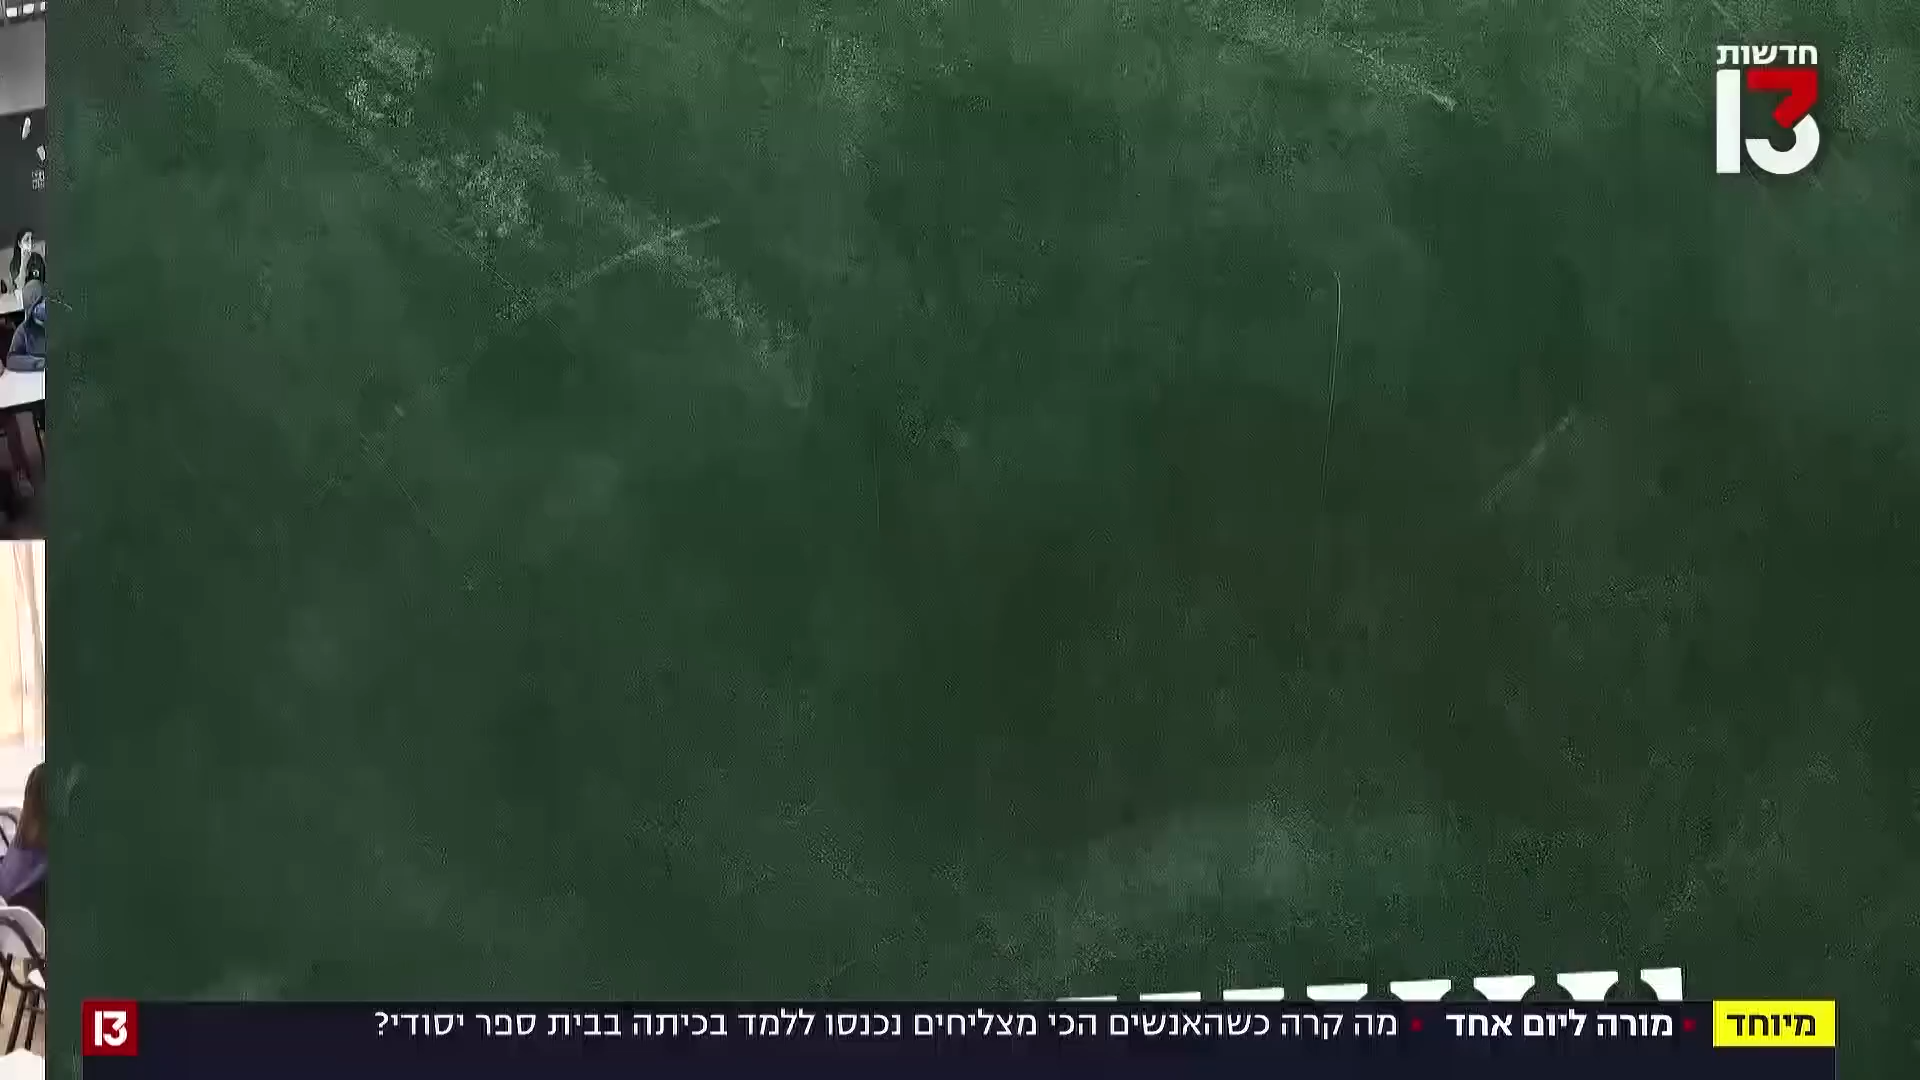 חדשות
13
מיוחד
מורה ליום אחד • מה קרה כשהאנשים הכי מצליחים נכנסו ללמד בכיתה בבית ספר יסודי?
13